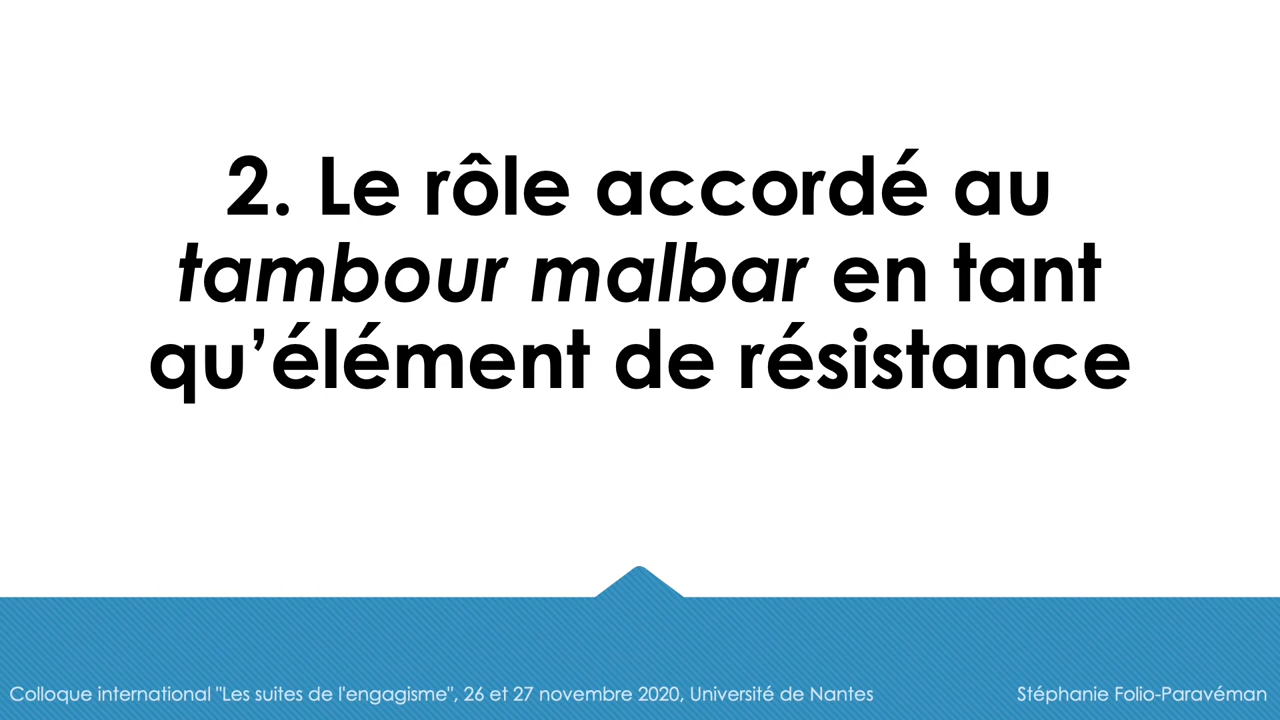 2. Le rôle accordé au
tambour malbar en tant
qu’élément de résistance
Colloque international "Les suites de l'engagisme", 26 et 27 novembre 2020, Université de Nantes
Stéphanie Folio-Paravéman